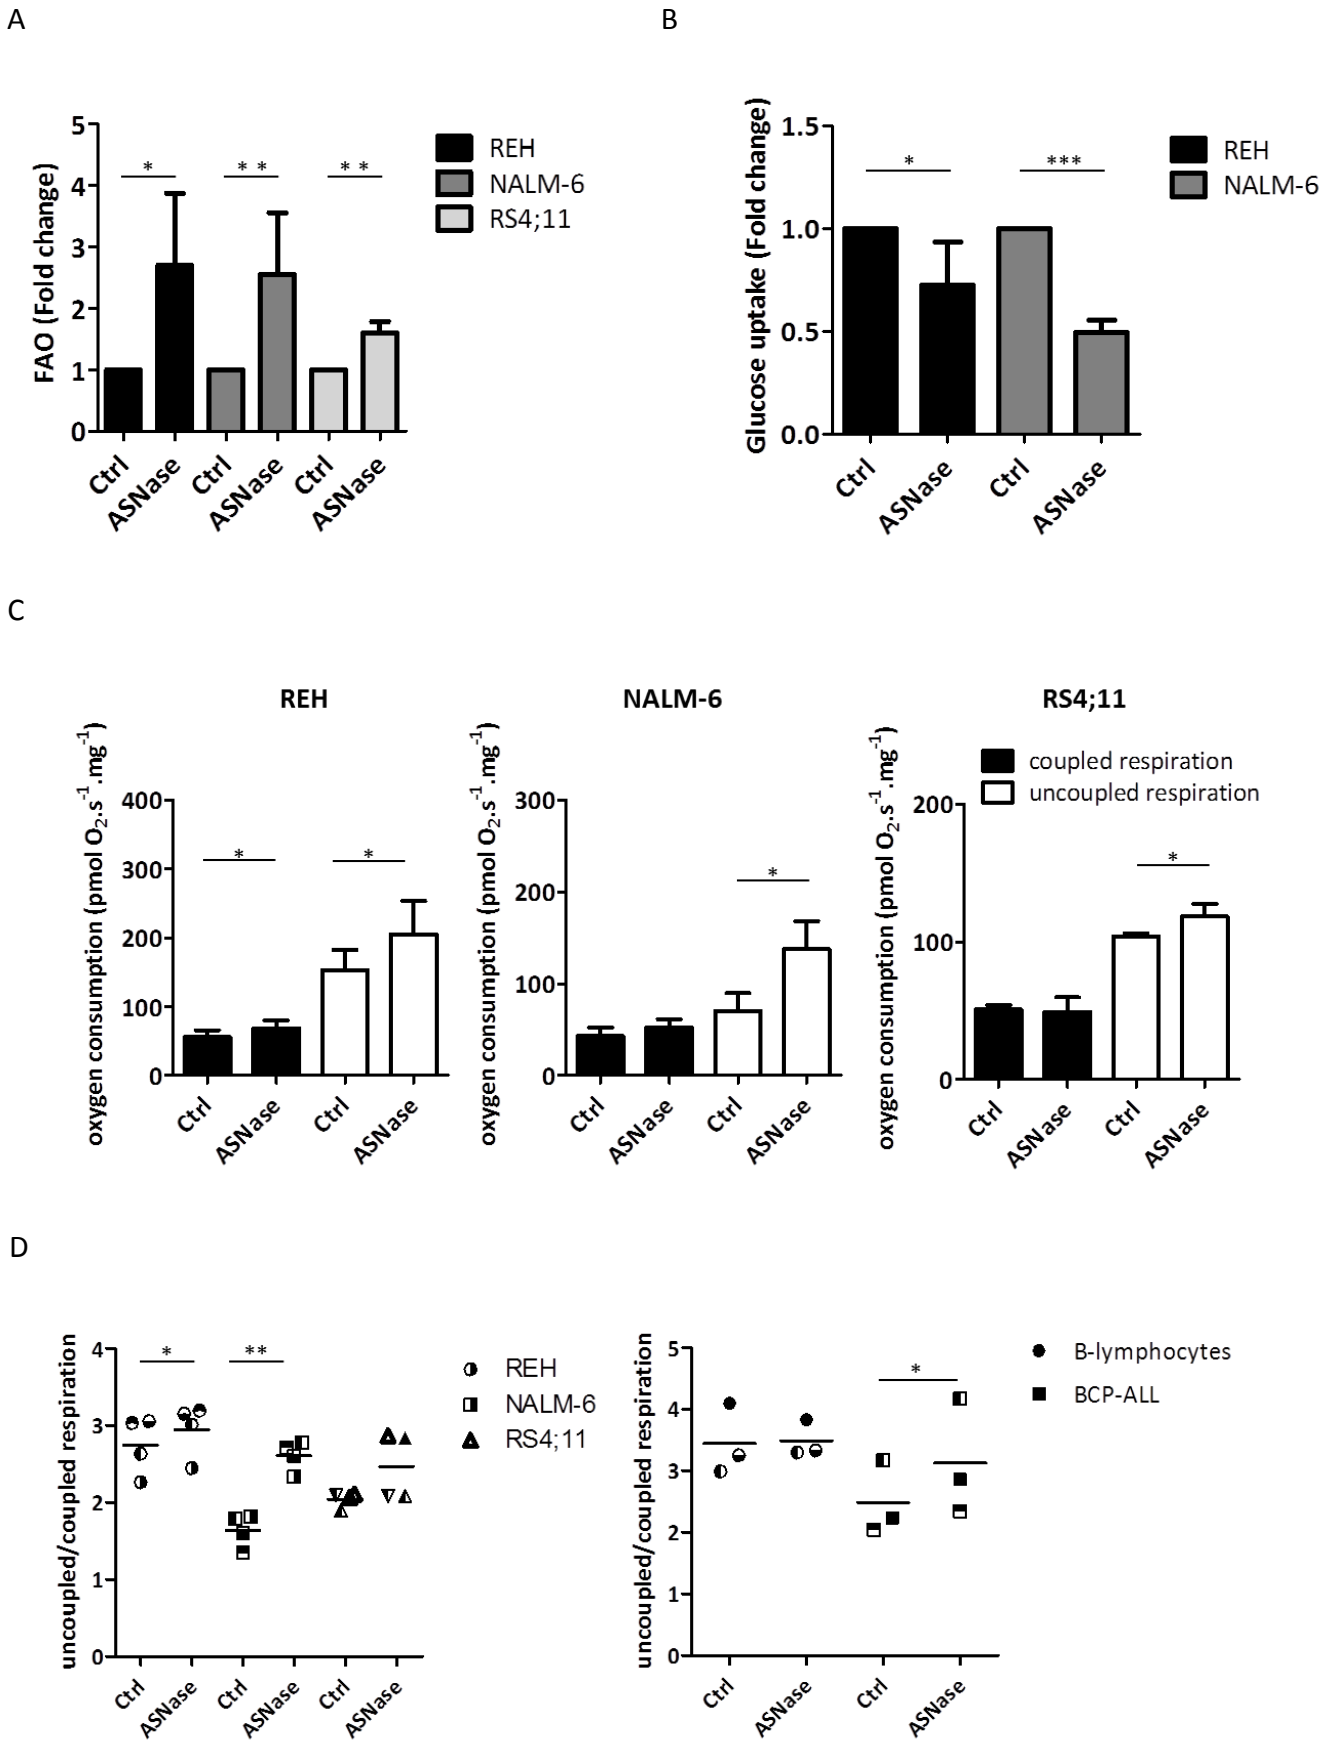 A
B
FAO (Fold change)
5
4
3
2
1
0
*
* *
* *
REH
NALM-6
RS4;11
Ctrl
ASNase
Ctrl
ASNase
Ctrl
ASNase
Glucose uptake (Fold change)
1.5
1.0
0.5
0.0
*
***
REH
NALM-6
Ctrl
ASNase
Ctrl
ASNase
C
REH
oxygen consumption (pmol O₂.s⁻¹.mg⁻¹)
400
300
200
100
0
*
*
Ctrl
ASNase
Ctrl
ASNase
NALM-6
oxygen consumption (pmol O₂.s⁻¹.mg⁻¹)
300
200
100
0
*
Ctrl
ASNase
Ctrl
ASNase
RS4;11
coupled respiration
uncoupled respiration
oxygen consumption (pmol O₂.s⁻¹.mg⁻¹)
200
100
0
*
Ctrl
ASNase
Ctrl
ASNase
D
uncoupled/coupled respiration
4
3
2
1
0
*
**
REH
NALM-6
RS4;11
Ctrl
ASNase
Ctrl
ASNase
Ctrl
ASNase
uncoupled/coupled respiration
5
4
3
2
1
0
*
B-lymphocytes
BCP-ALL
Ctrl
ASNase
Ctrl
ASNase